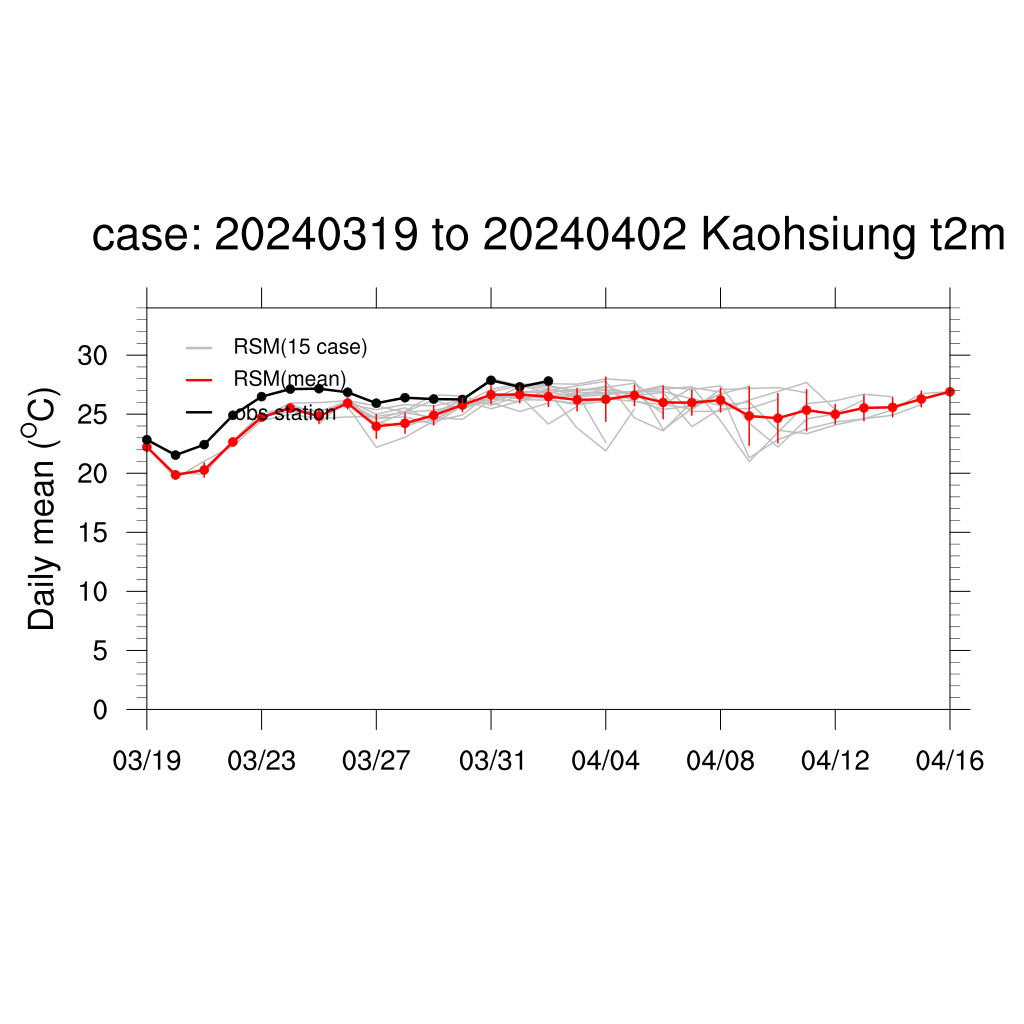 case: 20240319 to 20240402 Kaohsiung t2m
RSM(15 case)
RSM(mean)
obs station
Daily mean (°C)
30
25
20
15
10
5
0
03/19 03/23 03/27 03/31 04/04 04/08 04/12 04/16